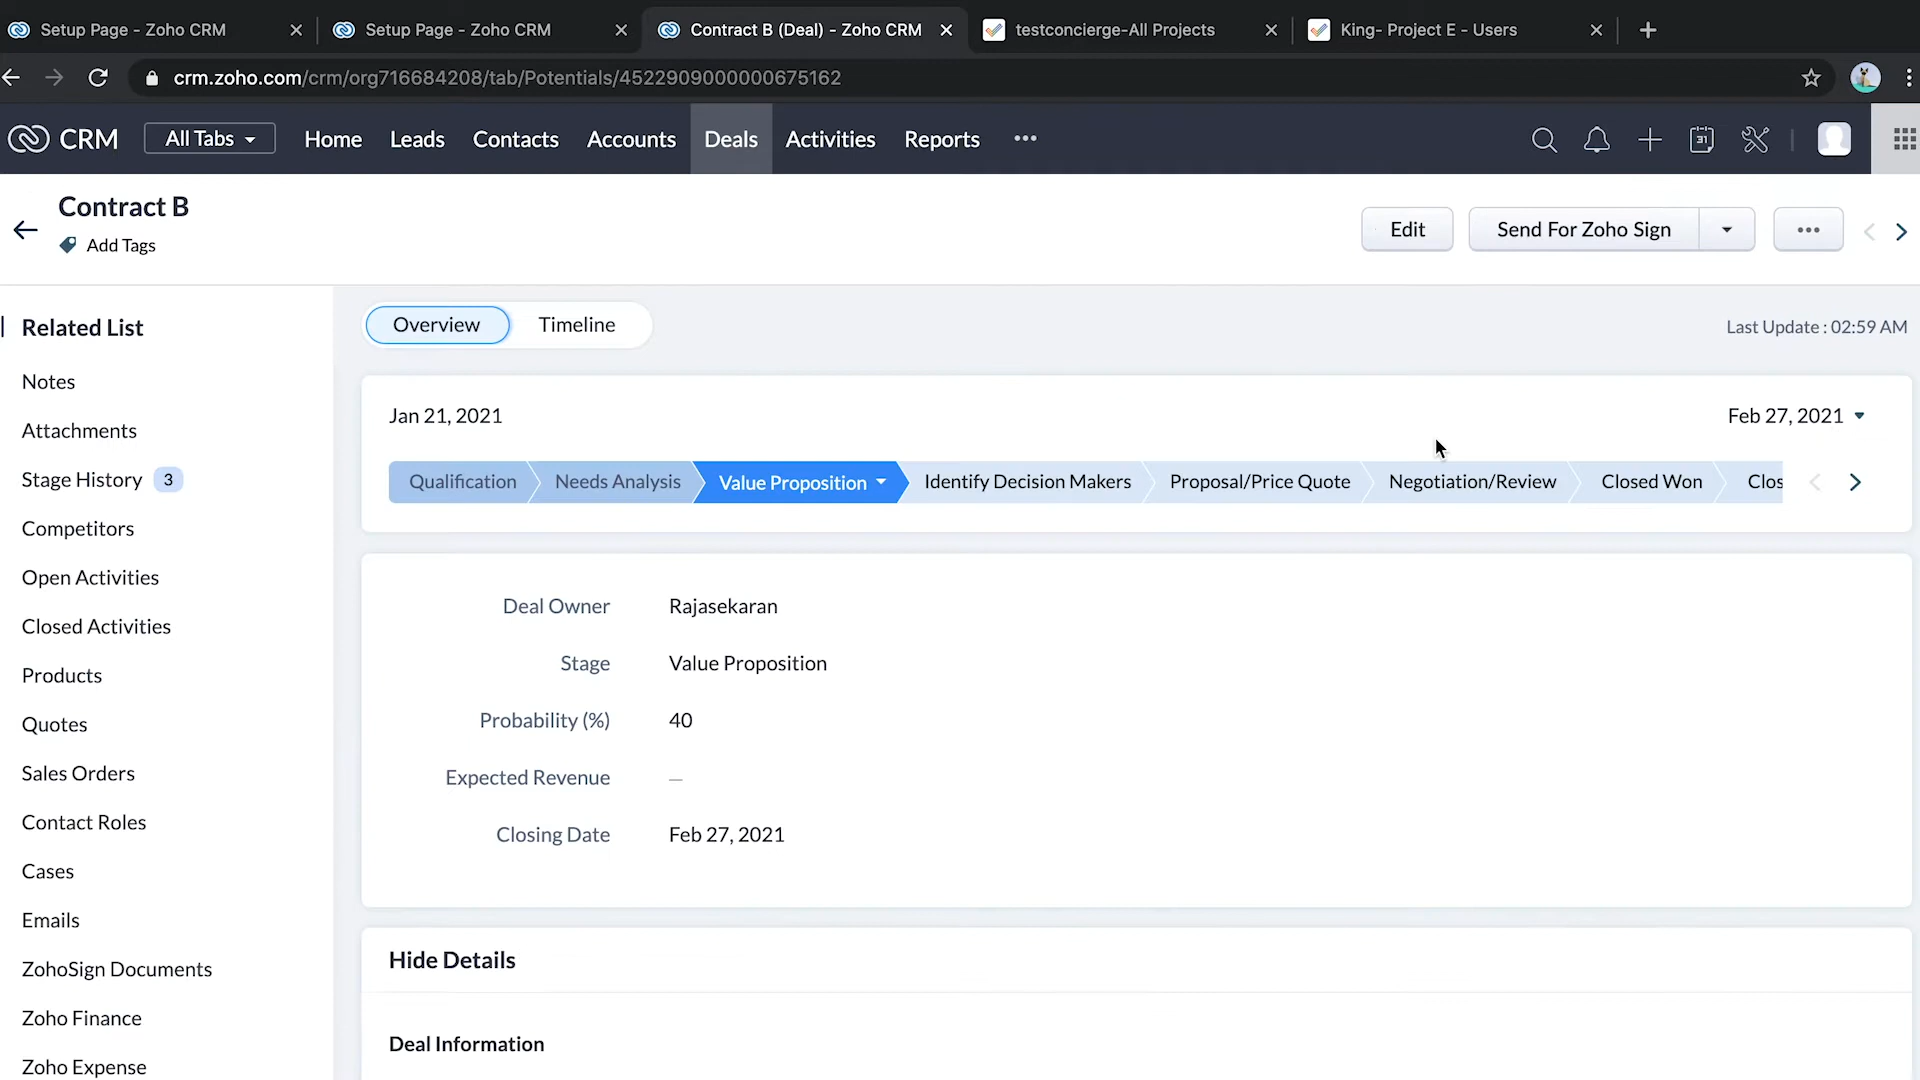 Setup Page - Zoho CRM
Setup Page - Zoho CRM
Contract B (Deal) - Zoho CRM
testconcierge-All Projects
King- Project E - Users
crm.zoho.com/crm/org716684208/tab/Potentials/4522909000000675162
CRM
All Tabs
Home
Leads
Contacts
Accounts
Deals
Activities
Reports
31
Contract B
Add Tags
Edit
Send For Zoho Sign
Related List
Notes
Attachments
Stage History 3
Competitors
Open Activities
Closed Activities
Products
Quotes
Sales Orders
Contact Roles
Cases
Emails
ZohoSign Documents
Zoho Finance
Zoho Expense
Overview
Timeline
Last Update : 02:59 AM
Jan 21, 2021
Feb 27, 2021
Qualification
Needs Analysis
Value Proposition
Identify Decision Makers
Proposal/Price Quote
Negotiation/Review
Closed Won
Clos
Deal Owner Rajasekaran
Stage Value Proposition
Probability (%) 40
Expected Revenue —
Closing Date Feb 27, 2021
Hide Details
Deal Information